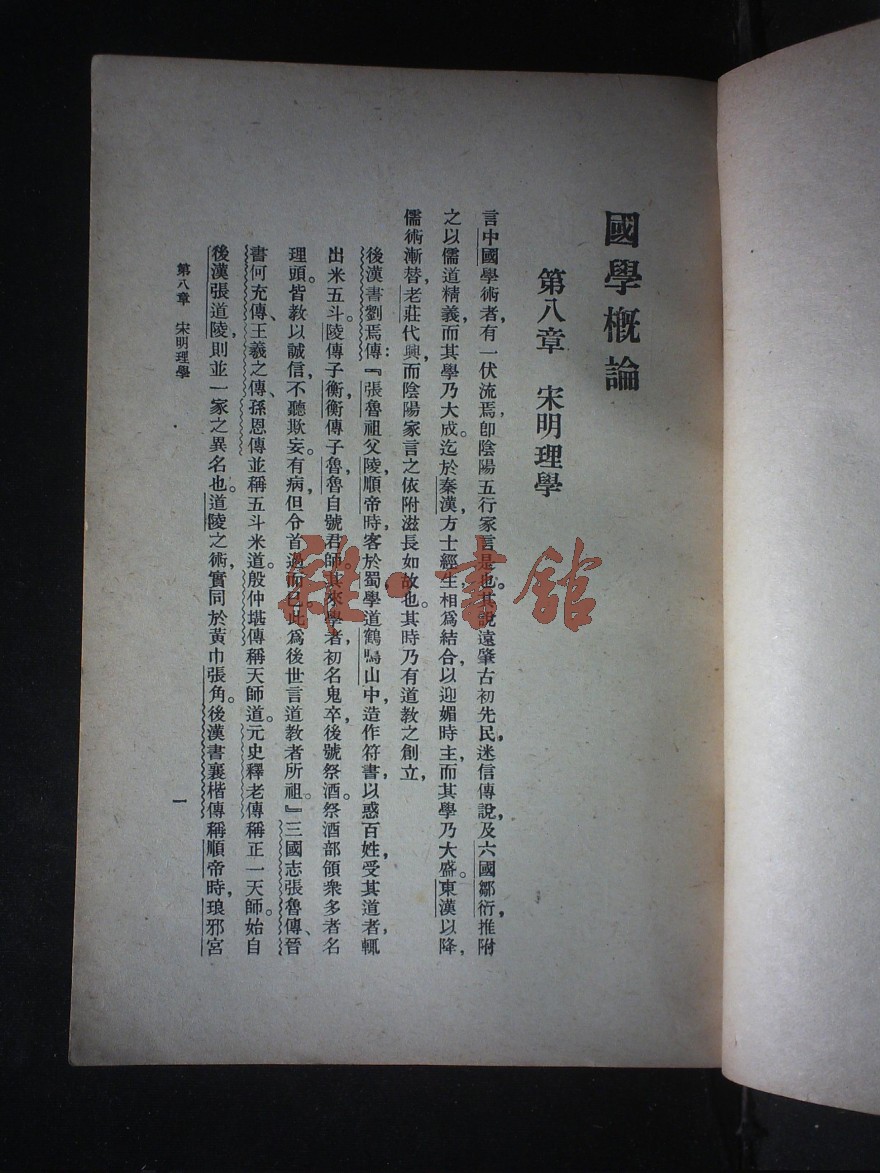 國學概論
第八章　宋明理學
言中國學術者，有一伏流焉，卽陰陽五行家言是也。其說遠肇古初先民迷信傳說，及六國鄒衍推附
之以儒道精義，而其學乃大成。迄於秦漢，方士經生相爲結合，以迎媚時主，而其學乃大盛。東漢以降，
儒術漸替，老莊代興，而陰陽家言之依附滋長如故也。其時乃有道教之創立，
後漢書劉焉傳：『張魯祖父陵，順帝時，客於蜀，學道鶴鳴山中，造作符書，以惑百姓，受其道者，輒
出米五斗。陵傳子衡，衡傳子魯，魯自號君師。其來學者，初名鬼卒，後號祭酒。祭酒部領衆多者名
理頭。皆教以誠信，不聽欺妄，有病，但令首過而已。此爲後世言道教者所祖。』三國志張魯傳、晉
書何充傳、王羲之傳、孫恩傳並稱五斗米道。殷仲堪傳稱天師道。元史釋老傳稱正一天師。始自
後漢張道陵，則並一家之異名也。道陵之術，實同於黃巾張角。後漢書襄楷傳稱順帝時，琅邪宮
第八章　宋明理學
一
雜·書館